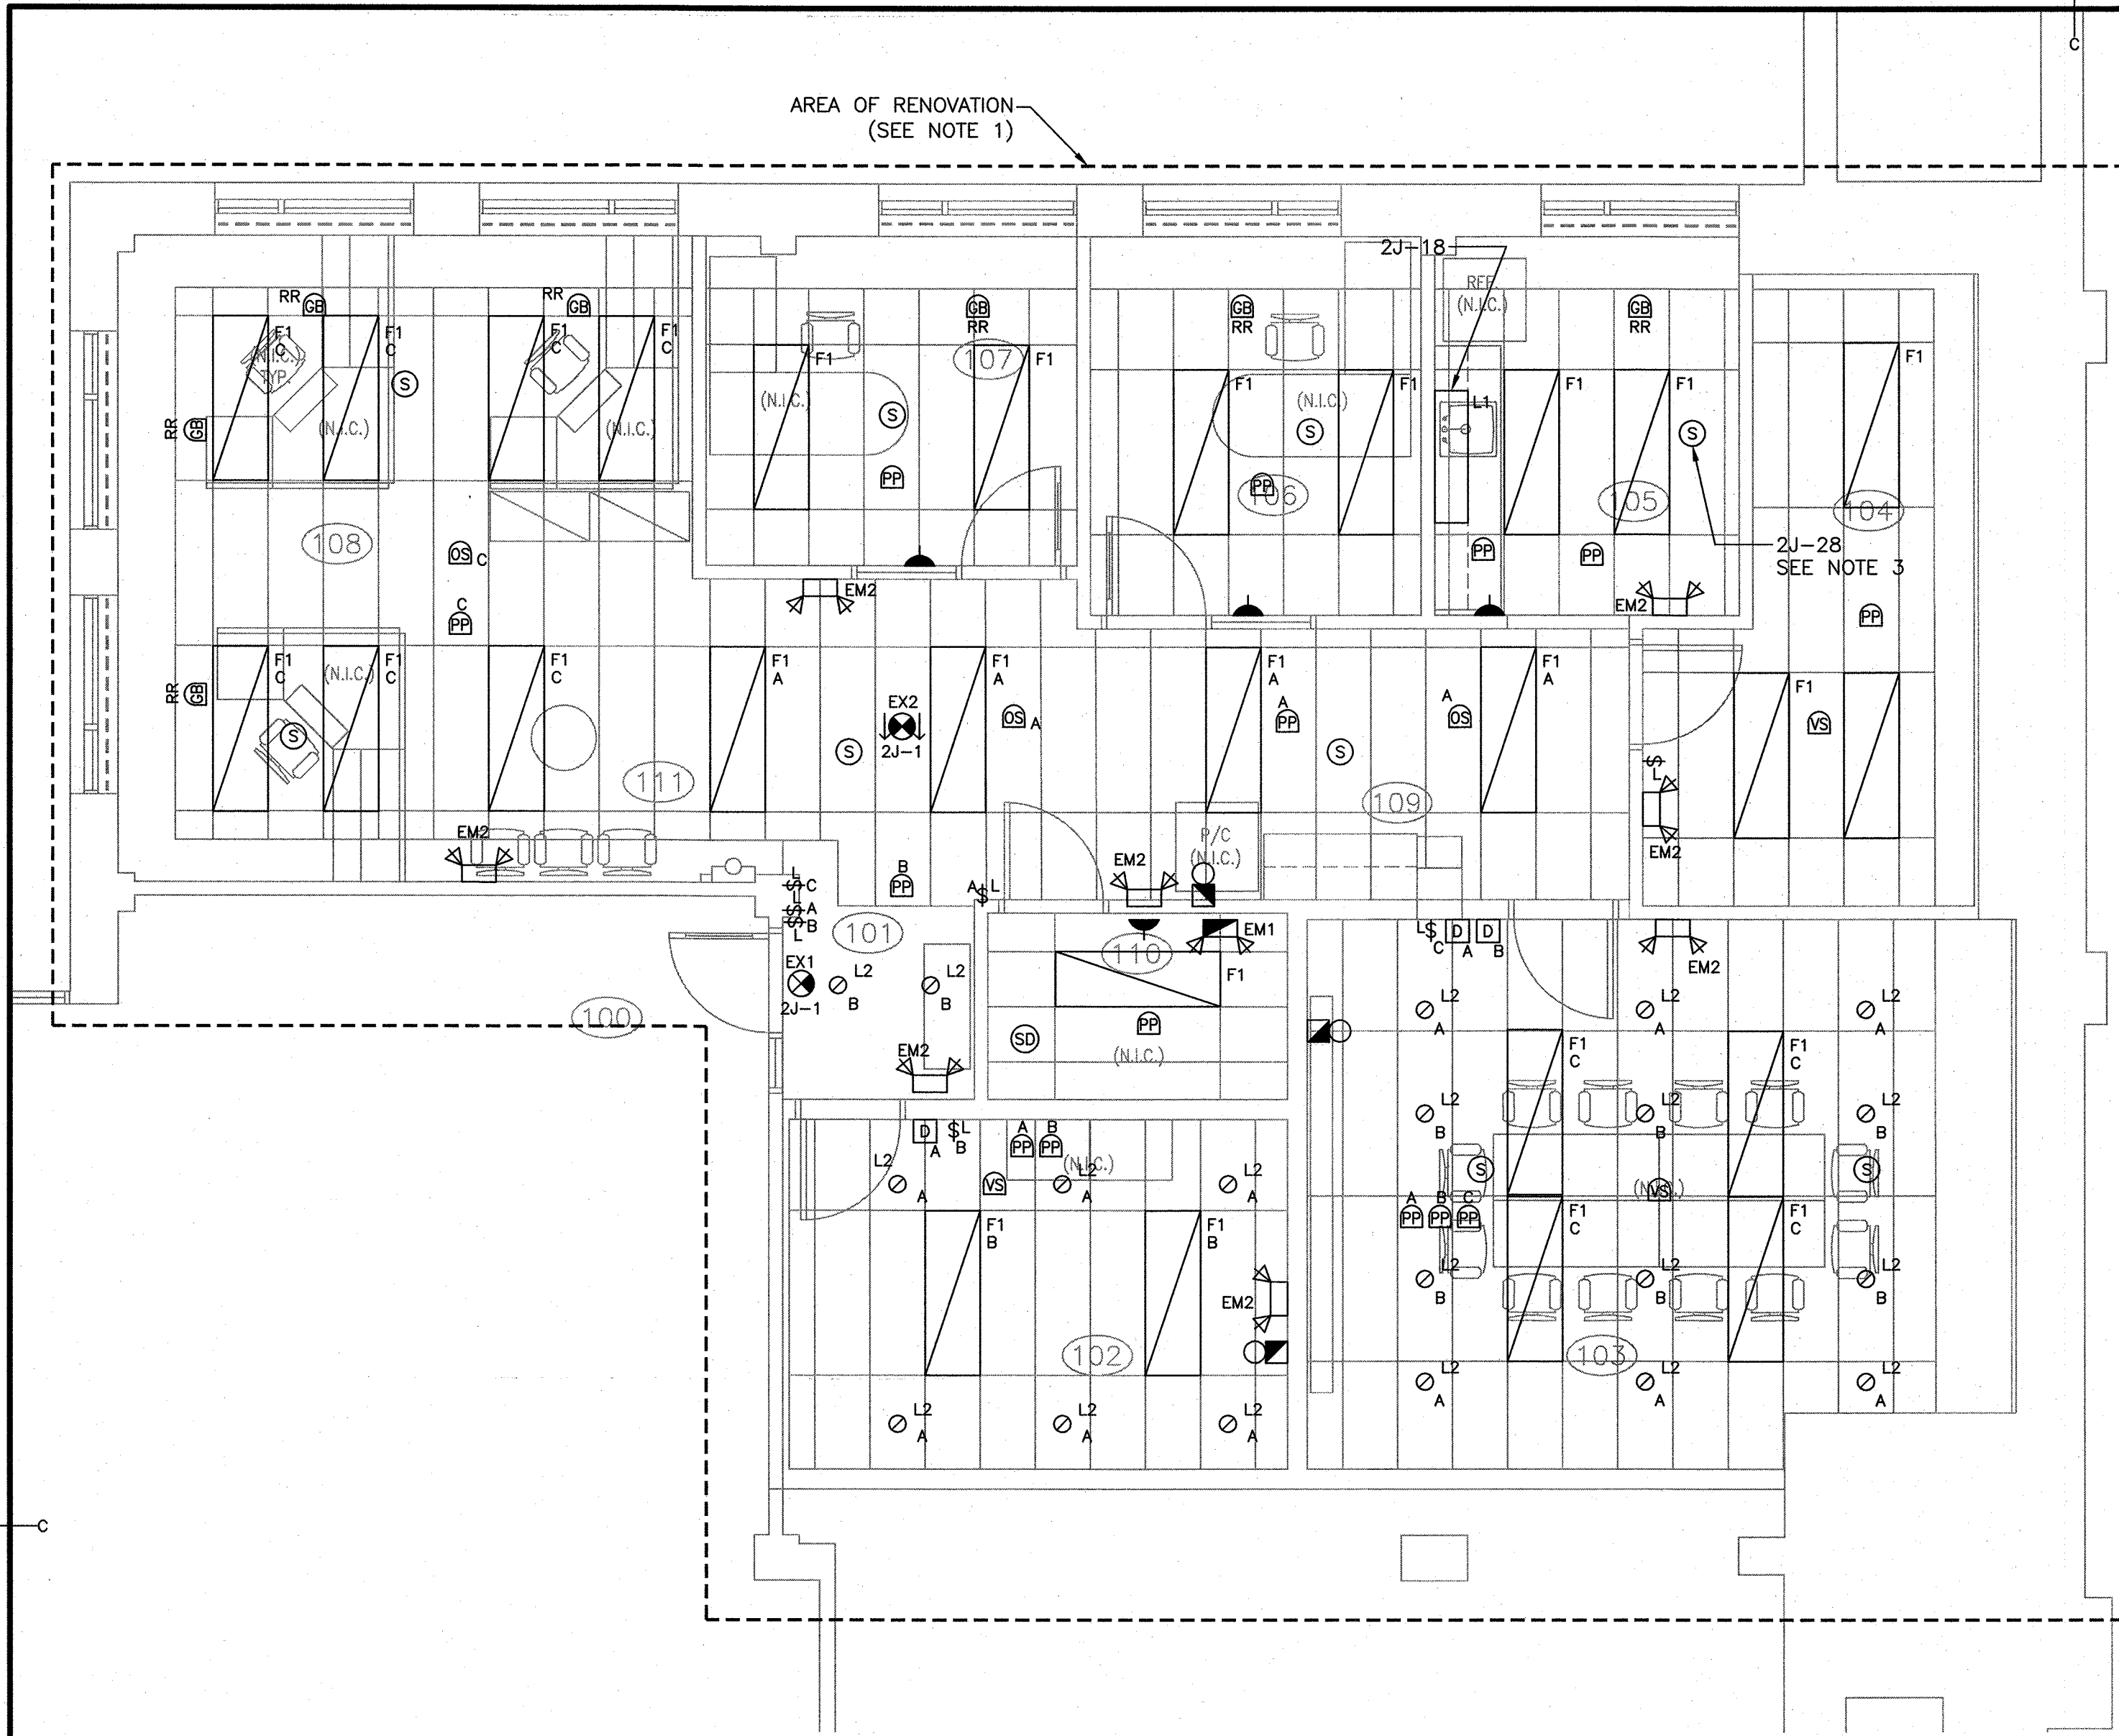 C
AREA OF RENOVATION
(SEE NOTE 1)
2J-18
REF.
(N.I.C.)
RR GB
RR GB
GB
RR
GB
RR
GB
RR
F1
C
F1
C
F1
C
F1
C
(N.I.C.)
TYP.
S
F1
107
F1
F1
F1
F1
F1
F1
L1
(N.I.C.)
(N.I.C.)
S
S
S
RR GB
(N.I.C.)
(N.I.C.)
PP
PP
106
105
104
108
OS C
PP
PP
2J-28
SEE NOTE 3
EM2
EM2
C
PP
PP
F1
C
F1
C
F1
C
F1
A
F1
A
F1
A
F1
A
F1
(N.I.C.)
RR GB
S
EX2
2J-1
OS A
A
PP
A
OS
VS
S
S
111
109
$
L
EM2
EM2
P/C
(N.I.C.)
EM2
L
$ C
L
$ A
$ B
L
B
PP
A $ L
101
110
EM1
L $
C
D
A
D
B
EM2
EX1
2J-1
L2
B
L2
B
F1
100
SD
PP
(N.I.C.)
EM2
L2
A
L2
A
L2
A
F1
C
F1
C
L2
B
L2
B
L2
B
D
A
$ L
B
A
PP
B
PP
(N.I.C.)
L2
A
L2
A
L2
A
VS
S
S
VS
A
PP
B
PP
C
PP
F1
B
F1
B
F1
C
F1
C
L2
B
L2
B
L2
B
EM2
102
103
L2
A
L2
A
L2
A
L2
A
L2
A
L2
A
C